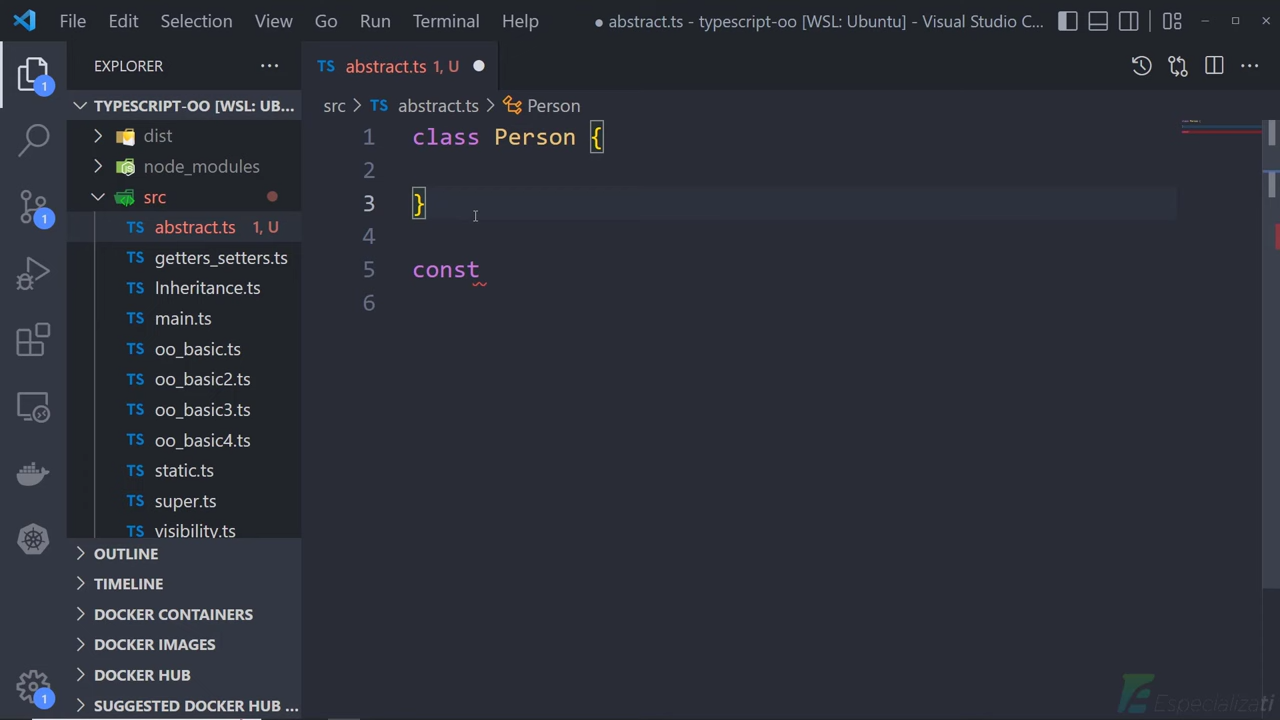 File Edit Selection View Go Run Terminal Help ● abstract.ts - typescript-oo [WSL: Ubuntu] - Visual Studio C...
EXPLORER ...
TS abstract.ts 1, U ●
TYPESCRIPT-OO [WSL: UB...
src > TS abstract.ts > Person
dist
node_modules
src
TS abstract.ts 1, U
TS getters_setters.ts
TS Inheritance.ts
TS main.ts
TS oo_basic.ts
TS oo_basic2.ts
TS oo_basic3.ts
TS oo_basic4.ts
TS static.ts
TS super.ts
TS visibility.ts
OUTLINE
TIMELINE
DOCKER CONTAINERS
DOCKER IMAGES
DOCKER HUB
SUGGESTED DOCKER HUB ...
1
1
1
1 class Person {
2
3 }
4
5 const
6
Especializati